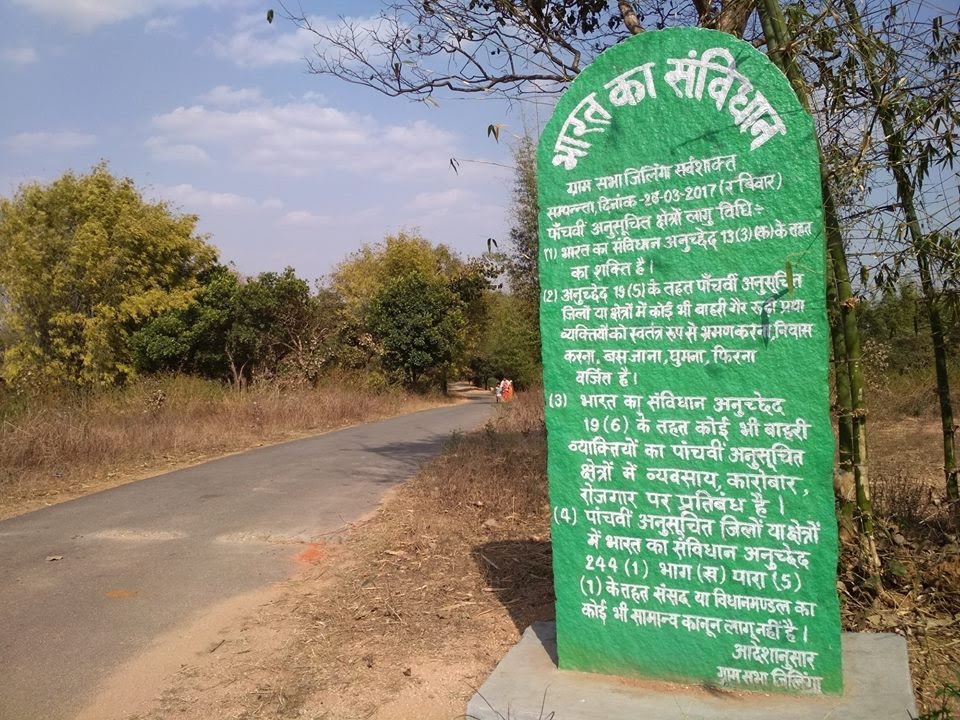 भारत का संविधान
ग्राम सभा जिलिंगा सर्वशक्त
सम्पन्नता, दिनांक -26-03-2017 (रविवार)
पाँचवीं अनुसूचित क्षेत्रों लागु विधि ÷
(1) भारत का संविधान अनुच्छेद 13(3)(क) के तहत
का शक्ति है।
(2) अनुच्छेद 19(5) के तहत पाँचवीं अनुसूचित
जिलों या क्षेत्रों में कोई भी बाहरी गैर रूढ़ी प्रथा
व्यक्तियों को स्वतंत्र रूप से भ्रमण करना, निवास
करना, बस जाना, घुमना, फिरना
वर्जित है।
(3) भारत का संविधान अनुच्छेद
19(6) के तहत कोई भी बाहरी
व्यक्तियों का पांचवीं अनुसूचित
क्षेत्रों में व्यवसाय, कारोबार,
रोजगार पर प्रतिबंध है।
(4) पांचवीं अनुसूचित जिलों या क्षेत्रों
में भारत का संविधान अनुच्छेद
244 (1) भाग (ख) पारा (5)
(1) के तहत संसद या विधानमण्डल का
कोई भी सामान्य कानून लागू नहीं है।
आदेशानुसार
ग्राम सभा जिलिंगा